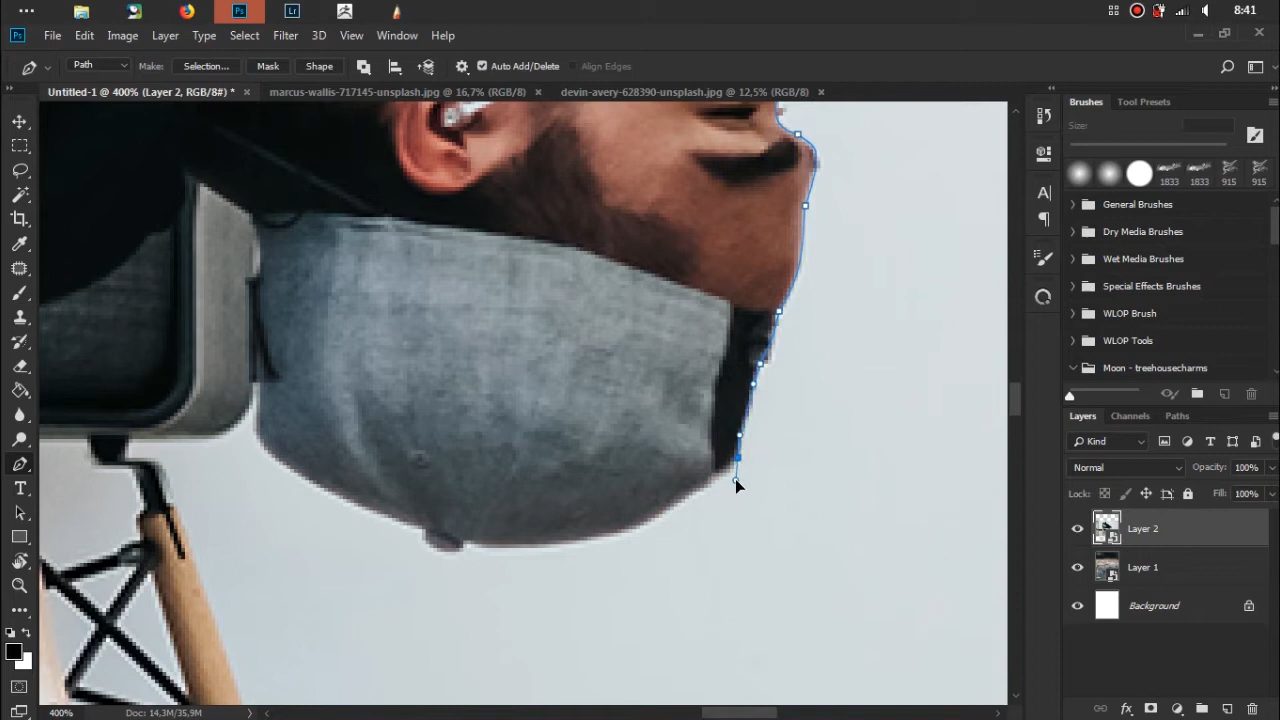 8:41
Ps Lr
Ps File Edit Image Layer Type Select Filter 3D View Window Help
Path Make: Selection... Mask Shape Auto Add/Delete Align Edges
Untitled-1 @ 400% (Layer 2, RGB/8#) * × marcus-wallis-717145-unsplash.jpg @ 16,7% (RGB/8) × devin-avery-628390-unsplash.jpg @ 12,5% (RGB/8) ×
Brushes Tool Presets
Size:
1833 1833 915 915
General Brushes
Dry Media Brushes
Wet Media Brushes
Special Effects Brushes
WLOP Brush
WLOP Tools
Moon - treehousecharms
Layers Channels Paths
Kind
Normal Opacity: 100%
Lock: Fill: 100%
Layer 2
Layer 1
Background
400% Doc: 14,3M/35,9M